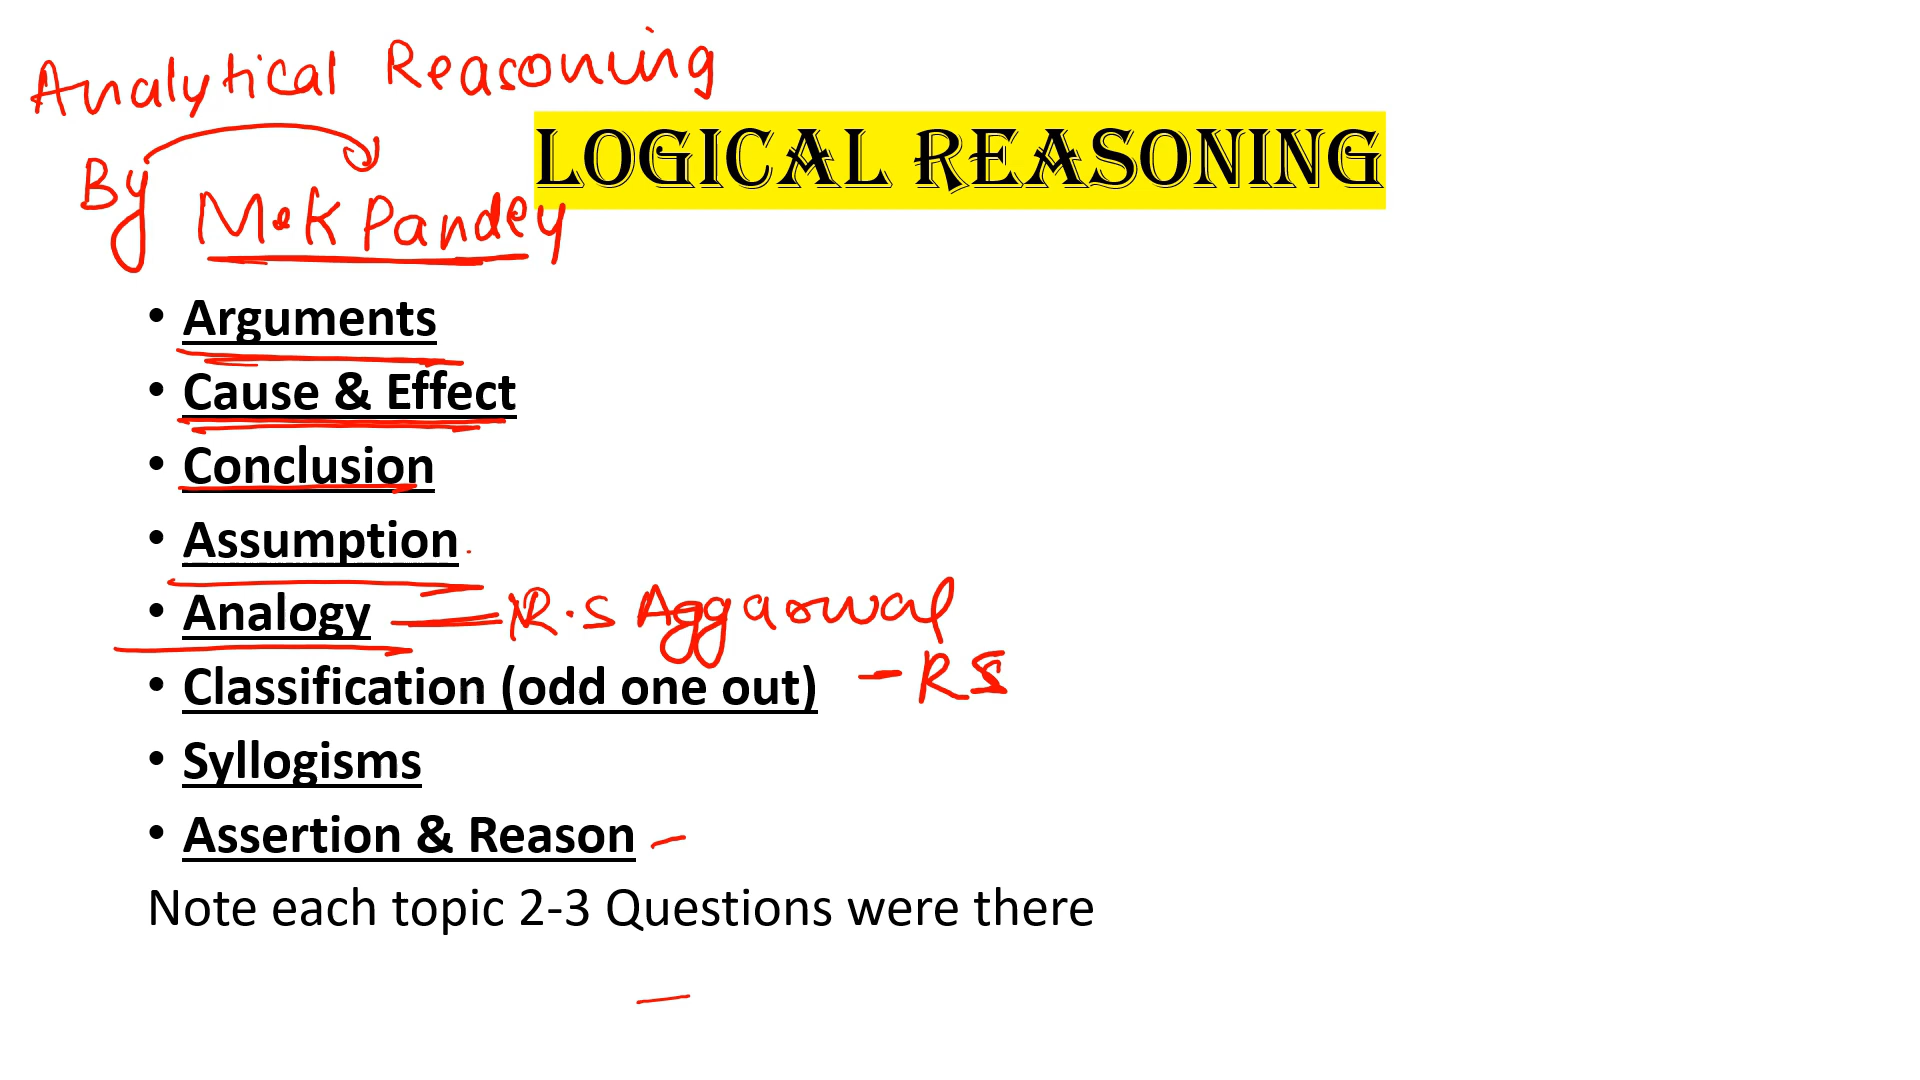 Analytical Reasoning
LOGICAL REASONING
By
M.K Pandey
• Arguments
• Cause & Effect
• Conclusion
• Assumption
• Analogy R.S Aggarwal
• Classification (odd one out) - RS
• Syllogisms
• Assertion & Reason -
Note each topic 2-3 Questions were there